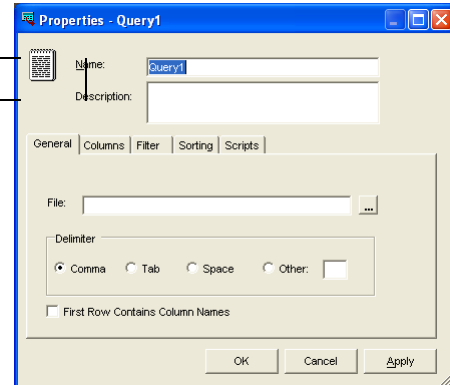 Properties - Query1
Name: Query1
Description:
General Columns Filter Sorting Scripts
File: ...
Delimiter
Comma Tab Space Other:
First Row Contains Column Names
OK Cancel Apply